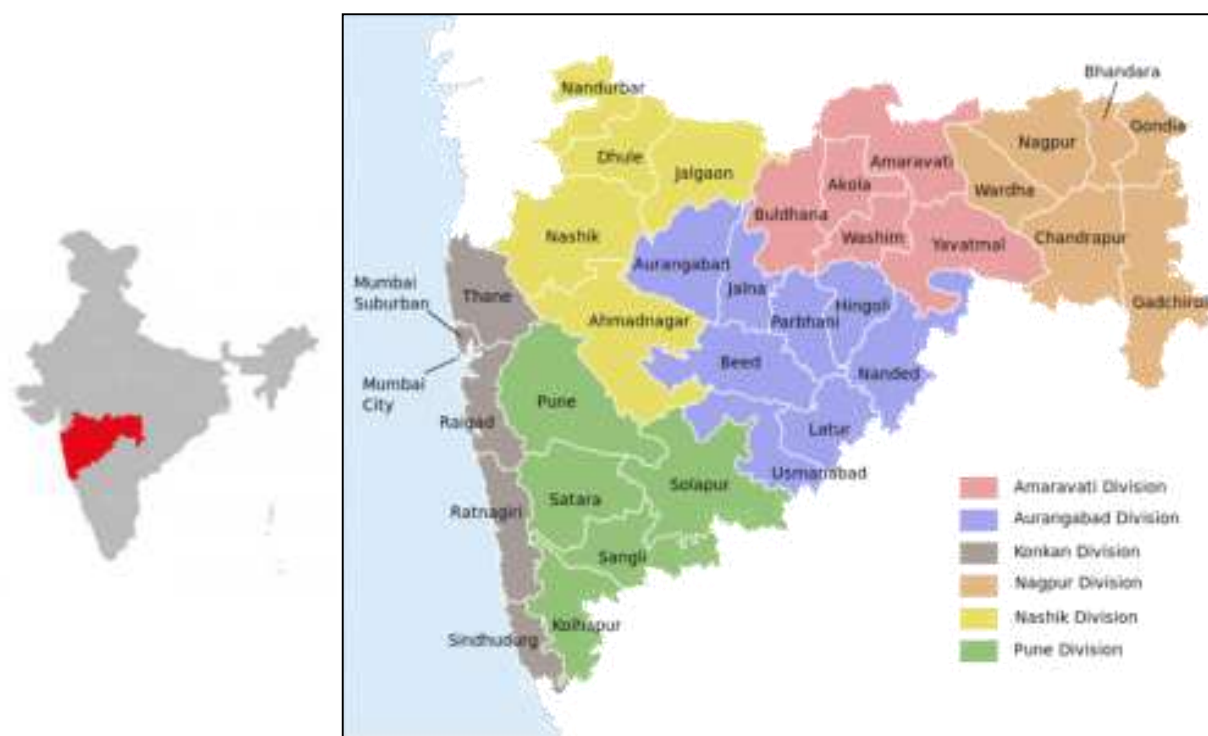 Bhandara
Nandurbar
Gondia
Nagpur
Dhule
Amaravati
Jalgaon
Akola
Wardha
Buldhana
Nashik
Washim
Yavatmal
Chandrapur
Aurangabad
Mumbai
Suburban
Thane
Jalna
Hingoli
Gadchiroli
Ahmadnagar
Parbhani
Beed
Nanded
Mumbai
City
Pune
Raigad
Latur
Usmanabad
Solapur
Satara
Ratnagiri
Sangli
Kolhapur
Sindhudurg
Amaravati Division
Aurangabad Division
Konkan Division
Nagpur Division
Nashik Division
Pune Division